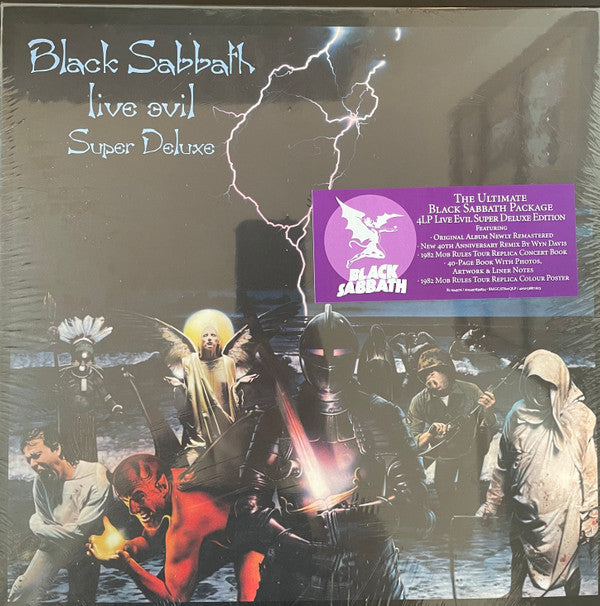 Black Sabbath
live evil
Super Deluxe
The Ultimate
Black Sabbath Package
4LP Live Evil Super Deluxe Edition
Featuring
· Original Album Newly Remastered
· New 40th Anniversary Remix By Wyn Davis
· 1982 Mob Rules Tour Replica Concert Book
· 40-Page Book With Photos,
Artwork & Liner Notes
· 1982 Mob Rules Tour Replica Colour Poster
BLACK
SABBATH